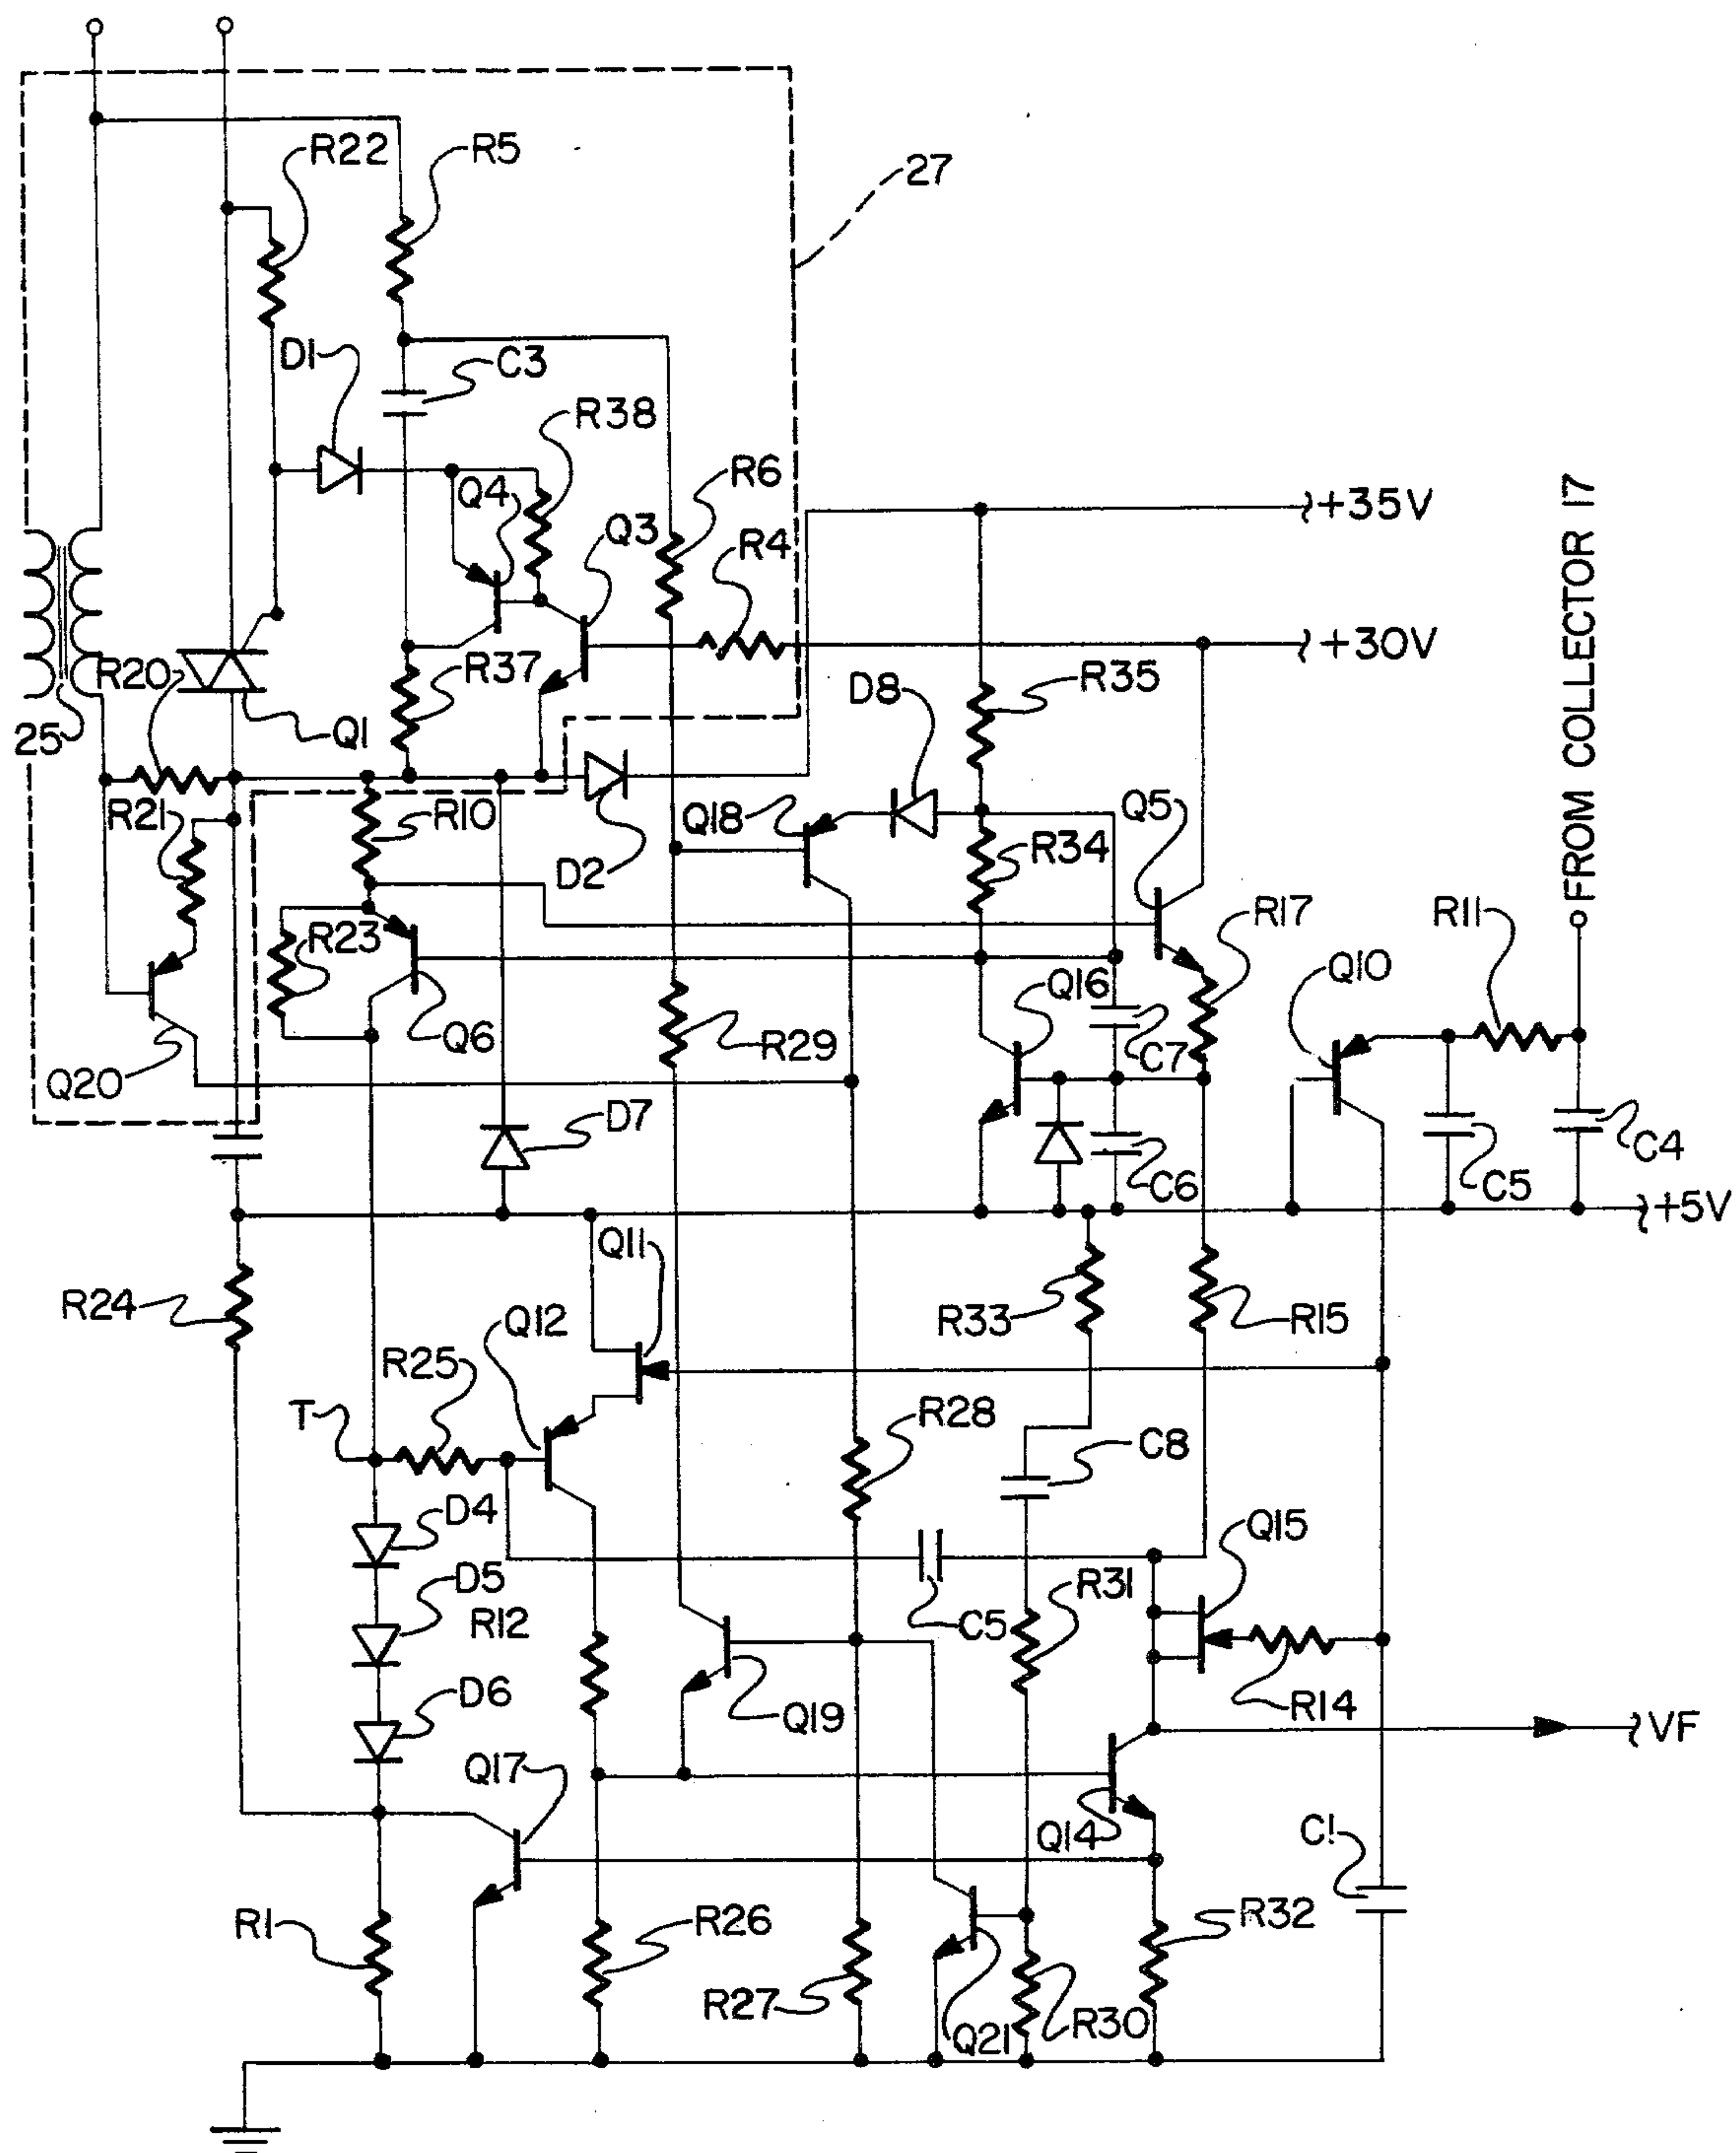 R22
R5
27
D1
C3
R38
Q4
R6
Q3
R4
+35V
+30V
FROM COLLECTOR 17
R20
R37
25
Q1
D8
R35
R21
R10
D2
Q18
R34
Q5
R17
R11
Q10
R23
Q16
Q6
R29
C7
Q20
D7
C6
C5
C4
+5V
Q11
R24
Q12
R33
R15
R25
T
R28
C8
D4
Q15
D5
R12
C5
R31
D6
Q19
R14
VF
Q17
Q14
C1
R1
R26
R32
R27
Q21
R30